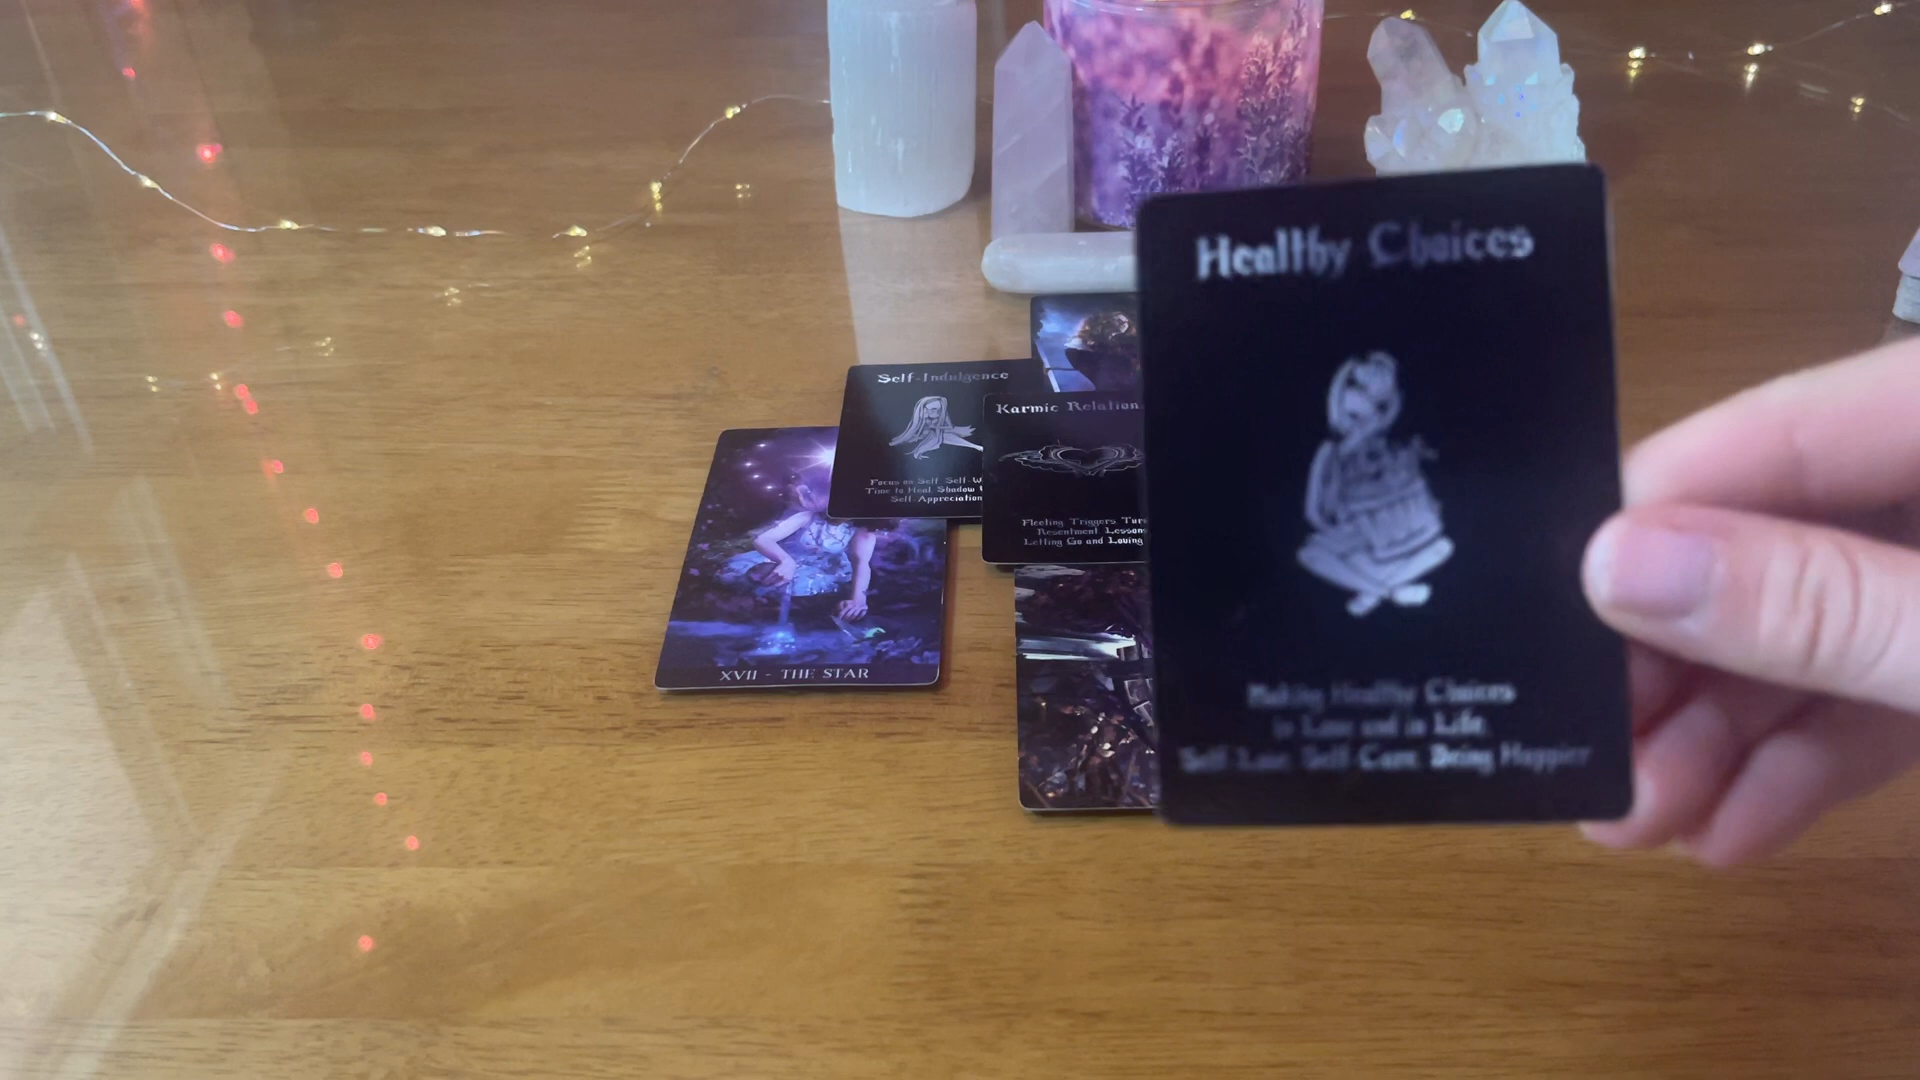 Healthy Choices
Making Healthy Choices
in Love and in Life.
Self-Love Self-Care Being Happier
Self-Indulgence
Focus on Self Self-W
Time to Heal Shadow
Self-Appreciation
Karmic Relation
Fleeting Triggers Tur
Resentment Lesson
Letting Go and Loving
XVII - THE STAR